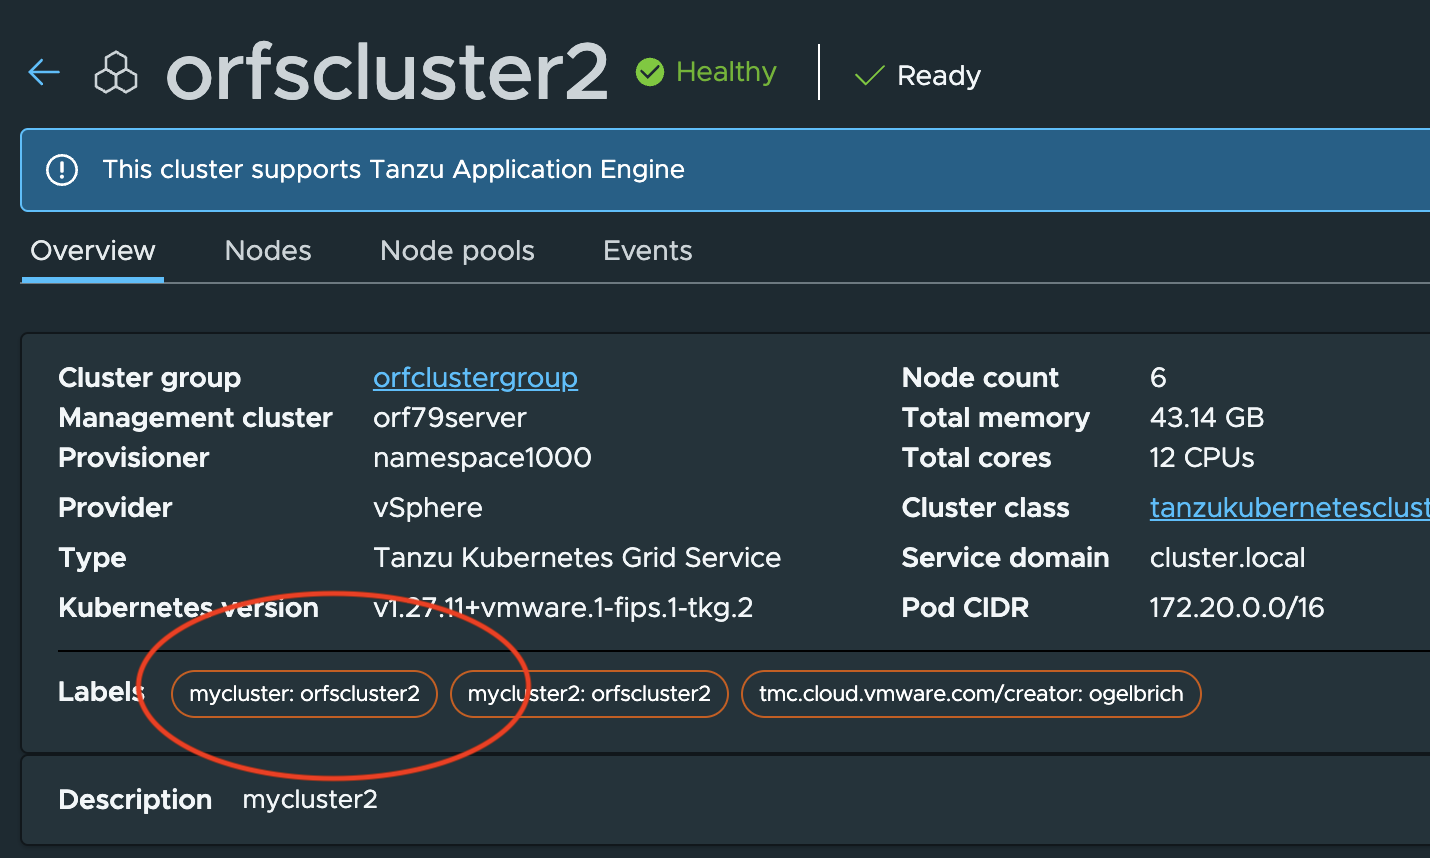 orfscluster2 Healthy Ready
This cluster supports Tanzu Application Engine
Overview Nodes Node pools Events
Cluster group orfclustergroup Node count 6
Management cluster orf79server Total memory 43.14 GB
Provisioner namespace1000 Total cores 12 CPUs
Provider vSphere Cluster class tanzukubernetesclust
Type Tanzu Kubernetes Grid Service Service domain cluster.local
Kubernetes version v1.27.11+vmware.1-fips.1-tkg.2 Pod CIDR 172.20.0.0/16
Labels mycluster: orfscluster2 mycluster2: orfscluster2 tmc.cloud.vmware.com/creator: ogelbrich
Description mycluster2